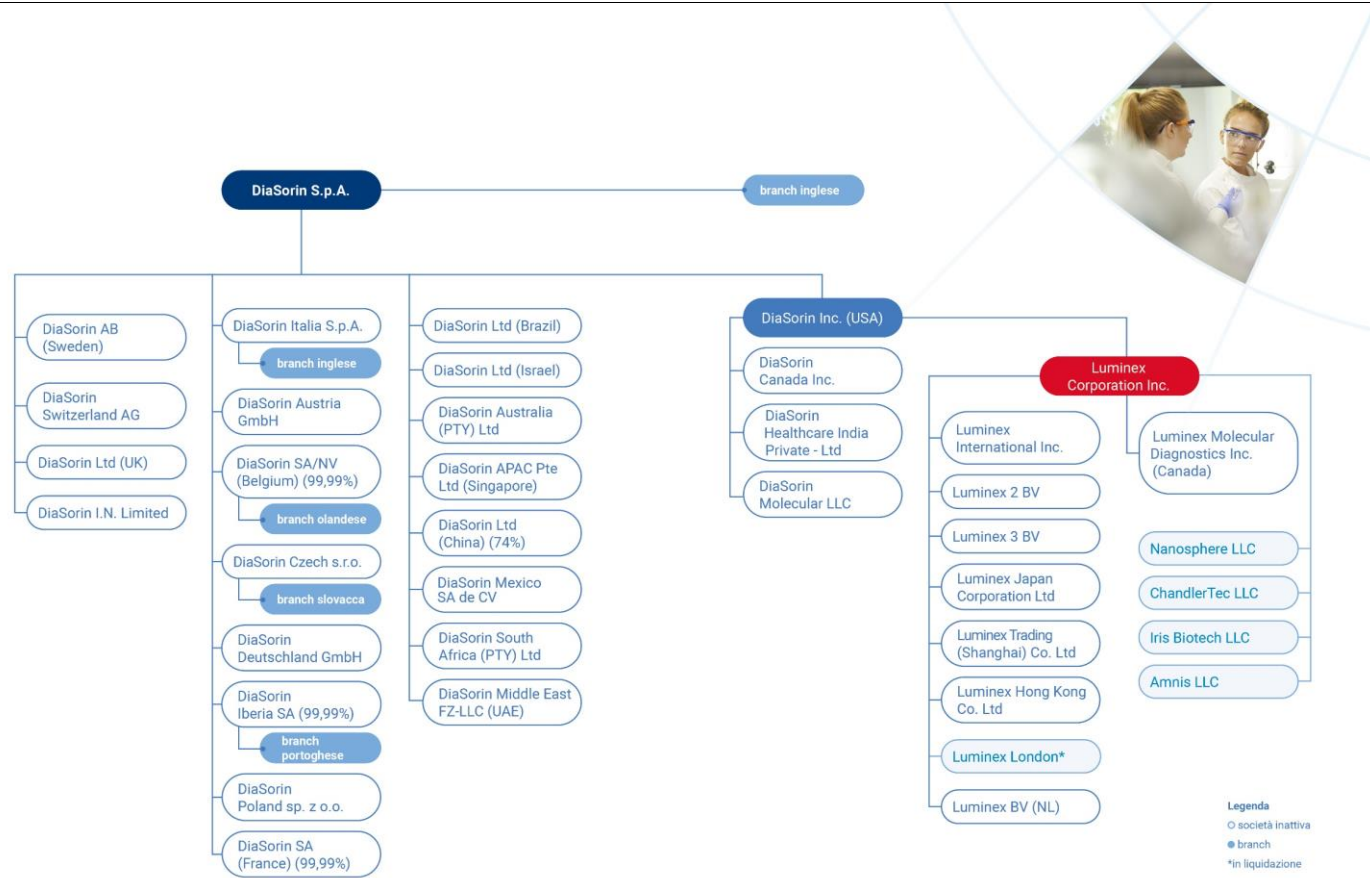 DiaSorin S.p.A.
branch inglese
DiaSorin AB
(Sweden)
DiaSorin
Switzerland AG
DiaSorin Ltd (UK)
DiaSorin I.N. Limited
DiaSorin Italia S.p.A.
branch inglese
DiaSorin Austria
GmbH
DiaSorin SA/NV
(Belgium) (99,99%)
branch olandese
DiaSorin Czech s.r.o.
branch slovacca
DiaSorin
Deutschland GmbH
DiaSorin
Iberia SA (99,99%)
branch
portoghese
DiaSorin
Poland sp. z o.o.
DiaSorin SA
(France) (99,99%)
DiaSorin Ltd (Brazil)
DiaSorin Ltd (Israel)
DiaSorin Australia
(PTY) Ltd
DiaSorin APAC Pte
Ltd (Singapore)
DiaSorin Ltd
(China) (74%)
DiaSorin Mexico
SA de CV
DiaSorin South
Africa (PTY) Ltd
DiaSorin Middle East
FZ-LLC (UAE)
DiaSorin Inc. (USA)
DiaSorin
Canada Inc.
DiaSorin
Healthcare India
Private - Ltd
DiaSorin
Molecular LLC
Luminex
Corporation Inc.
Luminex
International Inc.
Luminex 2 BV
Luminex 3 BV
Luminex Japan
Corporation Ltd
Luminex Trading
(Shanghai) Co. Ltd
Luminex Hong Kong
Co. Ltd
Luminex London*
Luminex BV (NL)
Luminex Molecular
Diagnostics Inc.
(Canada)
Nanosphere LLC
ChandlerTec LLC
Iris Biotech LLC
Amnis LLC
Legenda
società inattiva
branch
*in liquidazione